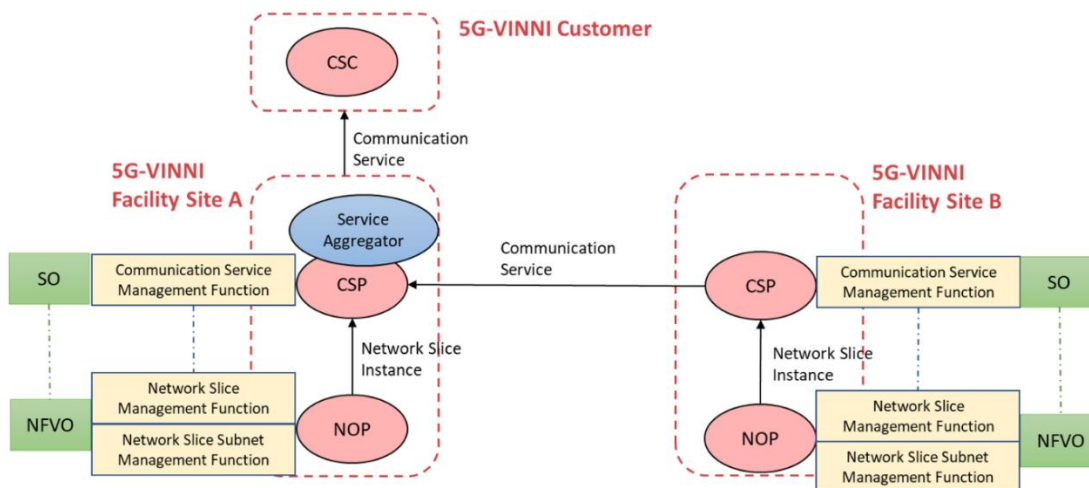 5G-VINNI Customer
CSC
Communication
Service
5G-VINNI
Facility Site A
5G-VINNI
Facility Site B
Service
Aggregator
Communication
Service
SO
Communication Service
Management Function
CSP
CSP
Communication Service
Management Function
SO
Network Slice
Instance
Network Slice
Instance
NFVO
Network Slice
Management Function
Network Slice Subnet
Management Function
NOP
NOP
Network Slice
Management Function
Network Slice Subnet
Management Function
NFVO